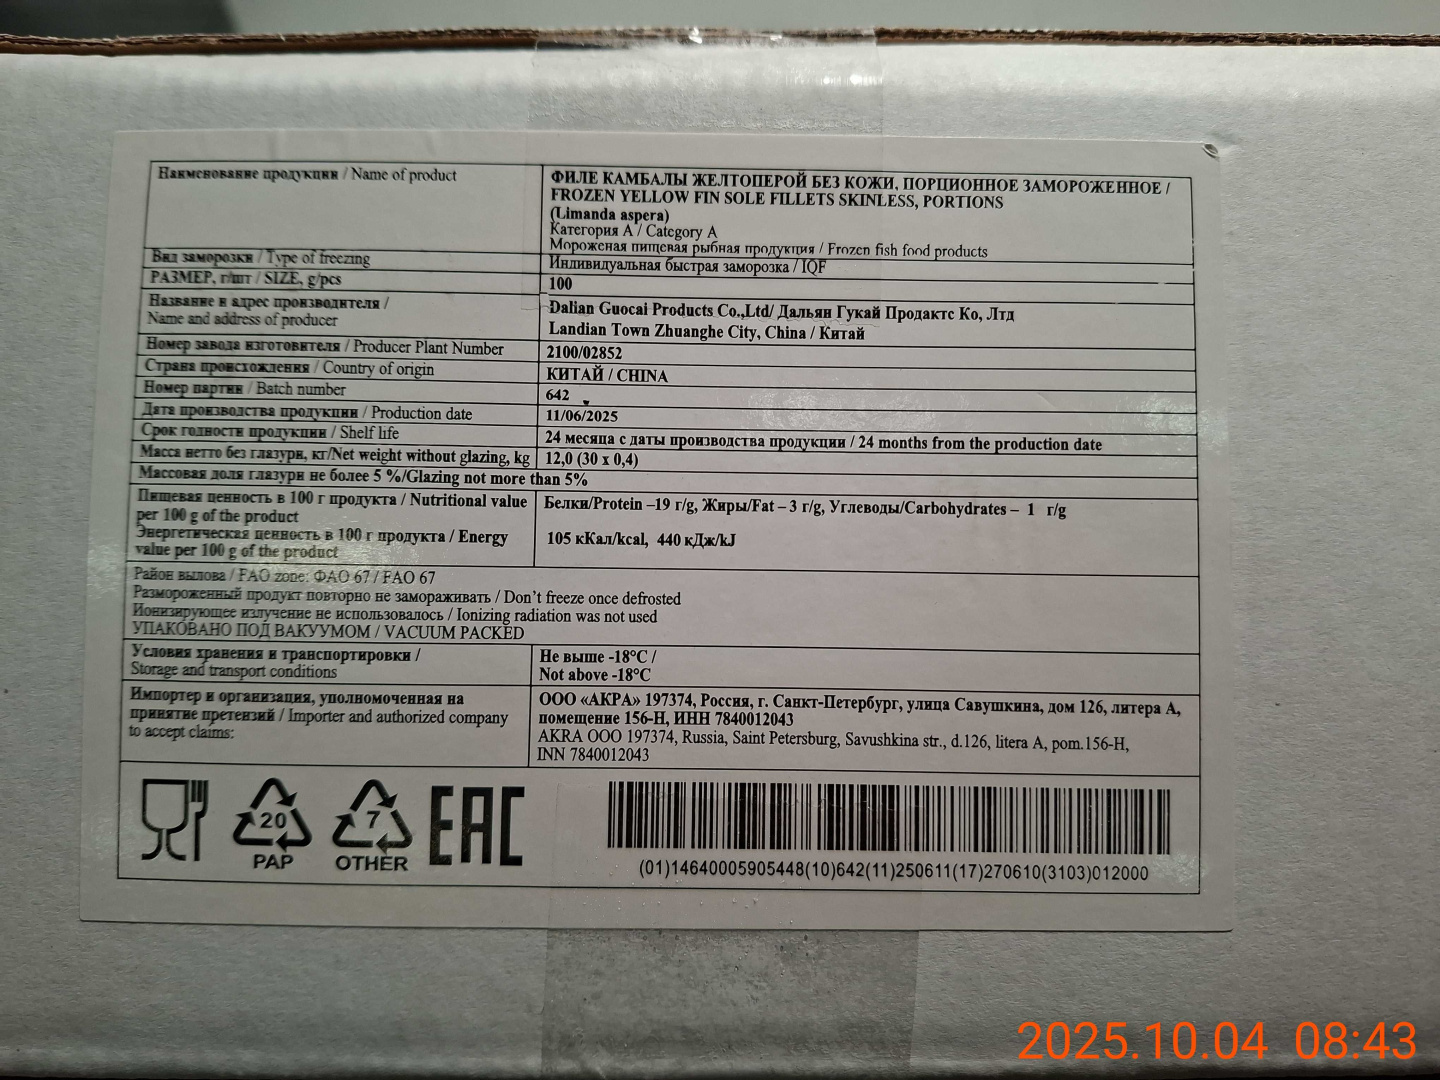 Наименование продукции / Name of product
ФИЛЕ КАМБАЛЫ ЖЕЛТОПЕРОЙ БЕЗ КОЖИ, ПОРЦИОННОЕ ЗАМОРОЖЕННОЕ /
FROZEN YELLOW FIN SOLE FILLETS SKINLESS, PORTIONS
(Limanda aspera)
Категория А / Category A
Мороженая пищевая рыбная продукция / Frozen fish food products
Вид заморозки / Type of freezing
Индивидуальная быстрая заморозка / IQF
РАЗМЕР, г/шт / SIZE, g/pcs
100
Название и адрес производителя /
Name and address of producer
Dalian Guocai Products Co.,Ltd/ Дальян Гукай Продактс Ко, Лтд
Landian Town Zhuanghe City, China / Китай
Номер завода изготовителя / Producer Plant Number
2100/02852
Страна происхождения / Country of origin
КИТАЙ / CHINA
Номер партии / Batch number
642
Дата производства продукции / Production date
11/06/2025
Срок годности продукции / Shelf life
24 месяца с даты производства продукции / 24 months from the production date
Масса нетто без глазури, кг/Net weight without glazing, kg
12,0 (30 x 0,4)
Массовая доля глазури не более 5 %/Glazing not more than 5%
Пищевая ценность в 100 г продукта / Nutritional value
per 100 g of the product
Белки/Protein –19 г/g, Жиры/Fat – 3 г/g, Углеводы/Carbohydrates – 1 г/g
Энергетическая ценность в 100 г продукта / Energy
value per 100 g of the product
105 кКал/kcal, 440 кДж/kJ
Район вылова / FAO zone: ФАО 67 / FAO 67
Размороженный продукт повторно не замораживать / Don't freeze once defrosted
Ионизирующее излучение не использовалось / Ionizing radiation was not used
УПАКОВАНО ПОД ВАКУУМОМ / VACUUM PACKED
Условия хранения и транспортировки /
Storage and transport conditions
Не выше -18°C /
Not above -18°C
Импортер и организация, уполномоченная на
принятие претензий / Importer and authorized company
to accept claims:
ООО «АКРА» 197374, Россия, г. Санкт-Петербург, улица Савушкина, дом 126, литера А,
помещение 156-Н, ИНН 7840012043
AKRA OOO 197374, Russia, Saint Petersburg, Savushkina str., d.126, litera A, pom.156-H,
INN 7840012043
20
PAP
7
OTHER
EAC
(01)14640005905448(10)642(11)250611(17)270610(3103)012000
2025.10.04 08:43